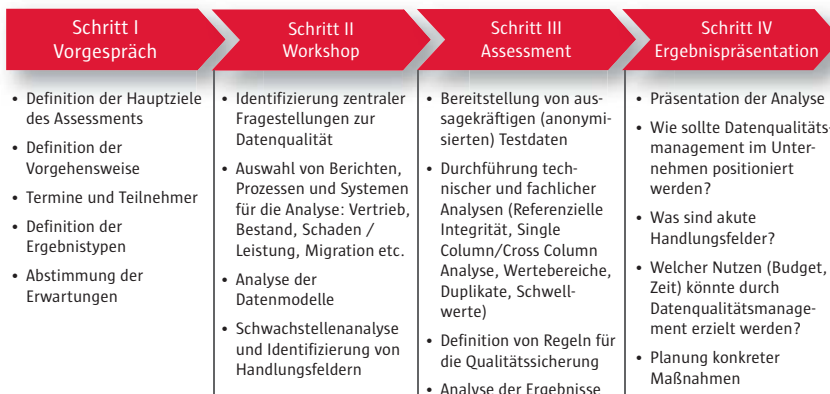 Schritt I
Vorgespräch
• Definition der Hauptziele
des Assessments
• Definition der
Vorgehensweise
• Termine und Teilnehmer
• Definition der
Ergebnistypen
• Abstimmung der
Erwartungen
Schritt II
Workshop
• Identifizierung zentraler
Fragestellungen zur
Datenqualität
• Auswahl von Berichten,
Prozessen und Systemen
für die Analyse: Vertrieb,
Bestand, Schaden /
Leistung, Migration etc.
• Analyse der
Datenmodelle
• Schwachstellenanalyse
und Identifizierung von
Handlungsfeldern
Schritt III
Assessment
• Bereitstellung von aus-
sagekräftigen (anonymi-
sierten) Testdaten
• Durchführung tech-
nischer und fachlicher
Analysen (Referenzielle
Integrität, Single
Column/Cross Column
Analyse, Wertebereiche,
Duplikate, Schwell-
werte)
• Definition von Regeln für
die Qualitätssicherung
• Analyse der Ergebnisse
Schritt IV
Ergebnispräsentation
• Präsentation der Analyse
• Wie sollte Datenqualitäts-
management im Unter-
nehmen positioniert
werden?
• Was sind akute
Handlungsfelder?
• Welcher Nutzen (Budget,
Zeit) könnte durch
Datenqualitätsmanage-
ment erzielt werden?
• Planung konkreter
Maßnahmen